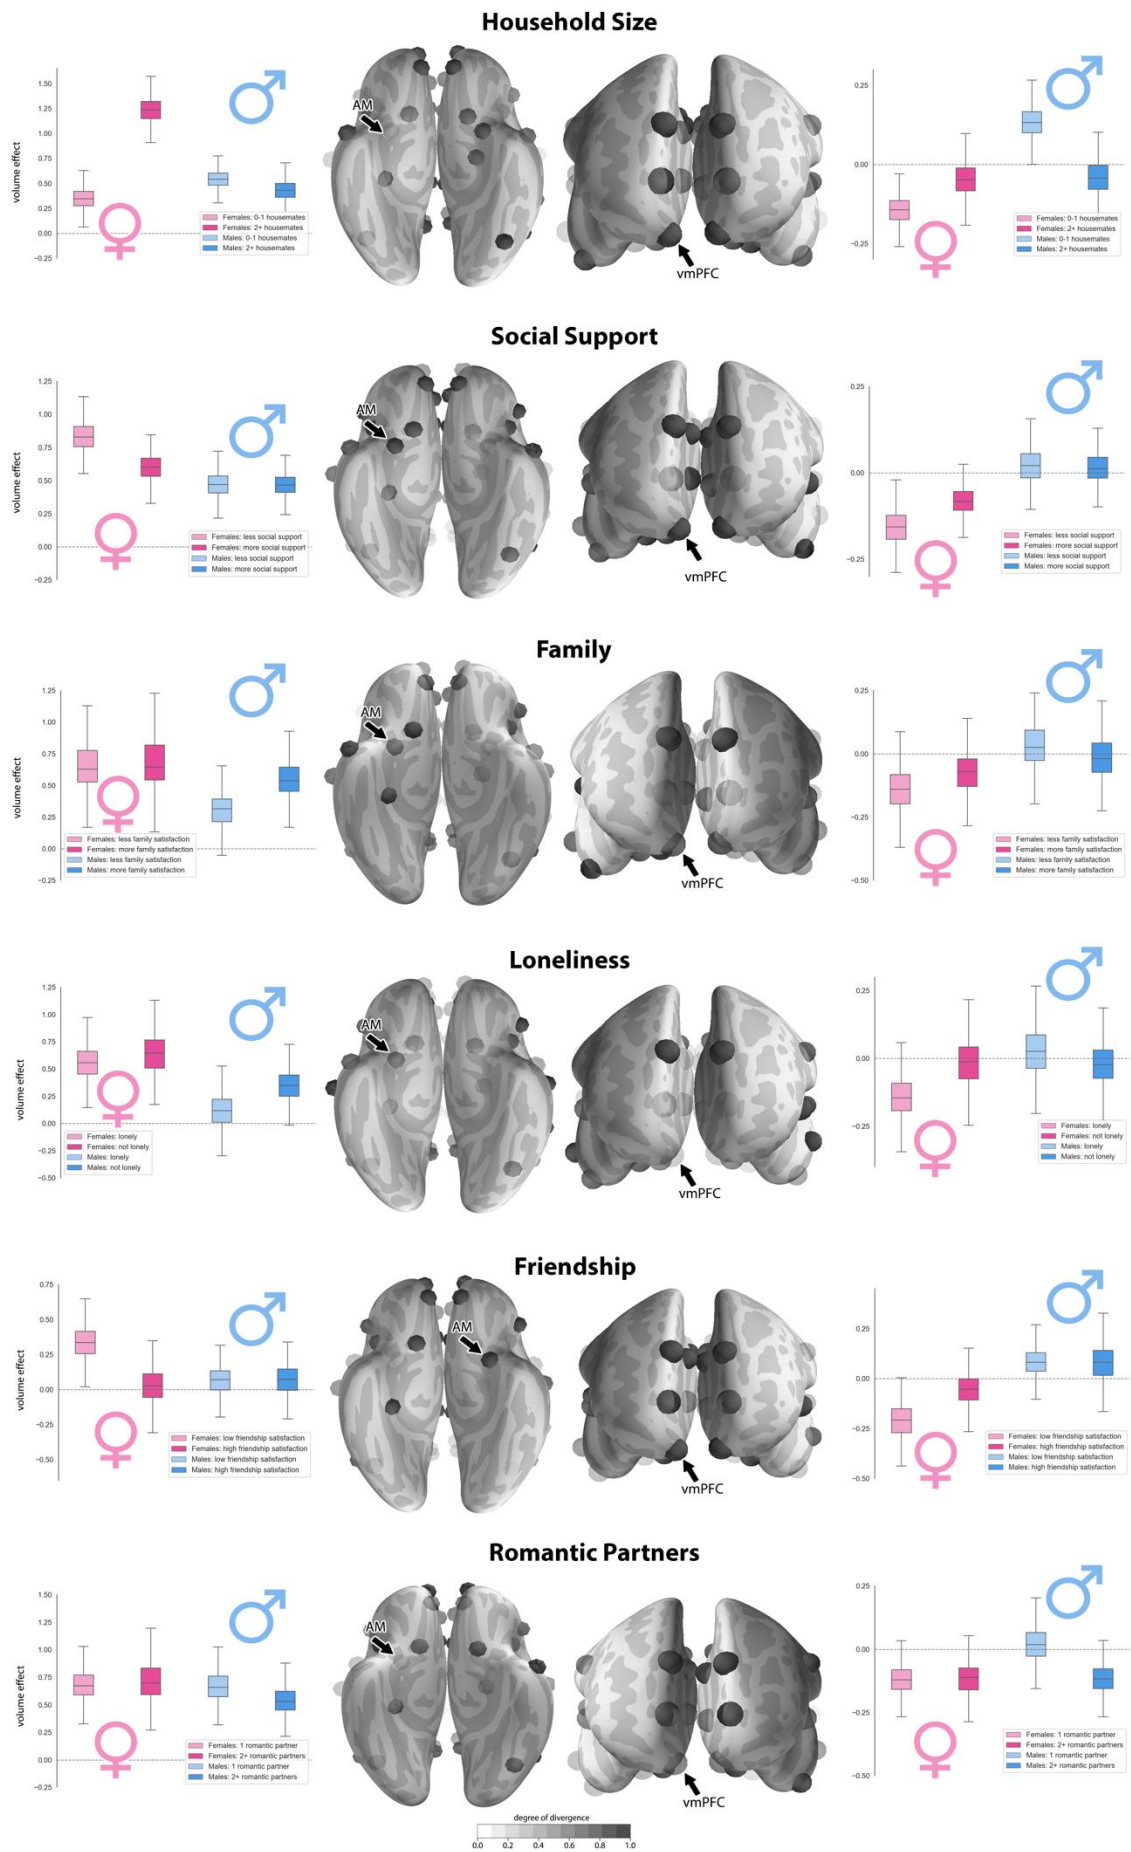 Household Size
volume effect
1.50
1.25
1.00
0.75
0.50
0.25
0.00
−0.25
Females: 0-1 housemates
Females: 2+ housemates
Males: 0-1 housemates
Males: 2+ housemates
AM
vmPFC
0.25
0.00
−0.25
Females: 0-1 housemates
Females: 2+ housemates
Males: 0-1 housemates
Males: 2+ housemates
Social Support
volume effect
1.25
1.00
0.75
0.50
0.25
0.00
−0.25
Females: less social support
Females: more social support
Males: less social support
Males: more social support
AM
vmPFC
0.25
0.00
−0.25
Females: less social support
Females: more social support
Males: less social support
Males: more social support
Family
volume effect
1.25
1.00
0.75
0.50
0.25
0.00
−0.25
Females: less family satisfaction
Females: more family satisfaction
Males: less family satisfaction
Males: more family satisfaction
AM
vmPFC
0.25
0.00
−0.25
−0.50
Females: less family satisfaction
Females: more family satisfaction
Males: less family satisfaction
Males: more family satisfaction
Loneliness
volume effect
1.25
1.00
0.75
0.50
0.25
0.00
−0.25
−0.50
Females: lonely
Females: not lonely
Males: lonely
Males: not lonely
AM
vmPFC
0.25
0.00
−0.25
Females: lonely
Females: not lonely
Males: lonely
Males: not lonely
Friendship
volume effect
0.75
0.50
0.25
0.00
−0.25
−0.50
Females: low friendship satisfaction
Females: high friendship satisfaction
Males: low friendship satisfaction
Males: high friendship satisfaction
AM
vmPFC
0.25
0.00
−0.25
−0.50
Females: low friendship satisfaction
Females: high friendship satisfaction
Males: low friendship satisfaction
Males: high friendship satisfaction
Romantic Partners
volume effect
1.50
1.25
1.00
0.75
0.50
0.25
0.00
−0.25
Females: 1 romantic partner
Females: 2+ romantic partners
Males: 1 romantic partner
Males: 2+ romantic partners
AM
vmPFC
0.25
0.00
−0.25
−0.50
Females: 1 romantic partner
Females: 2+ romantic partners
Males: 1 romantic partner
Males: 2+ romantic partners
degree of divergence
0.0 0.2 0.4 0.6 0.8 1.0